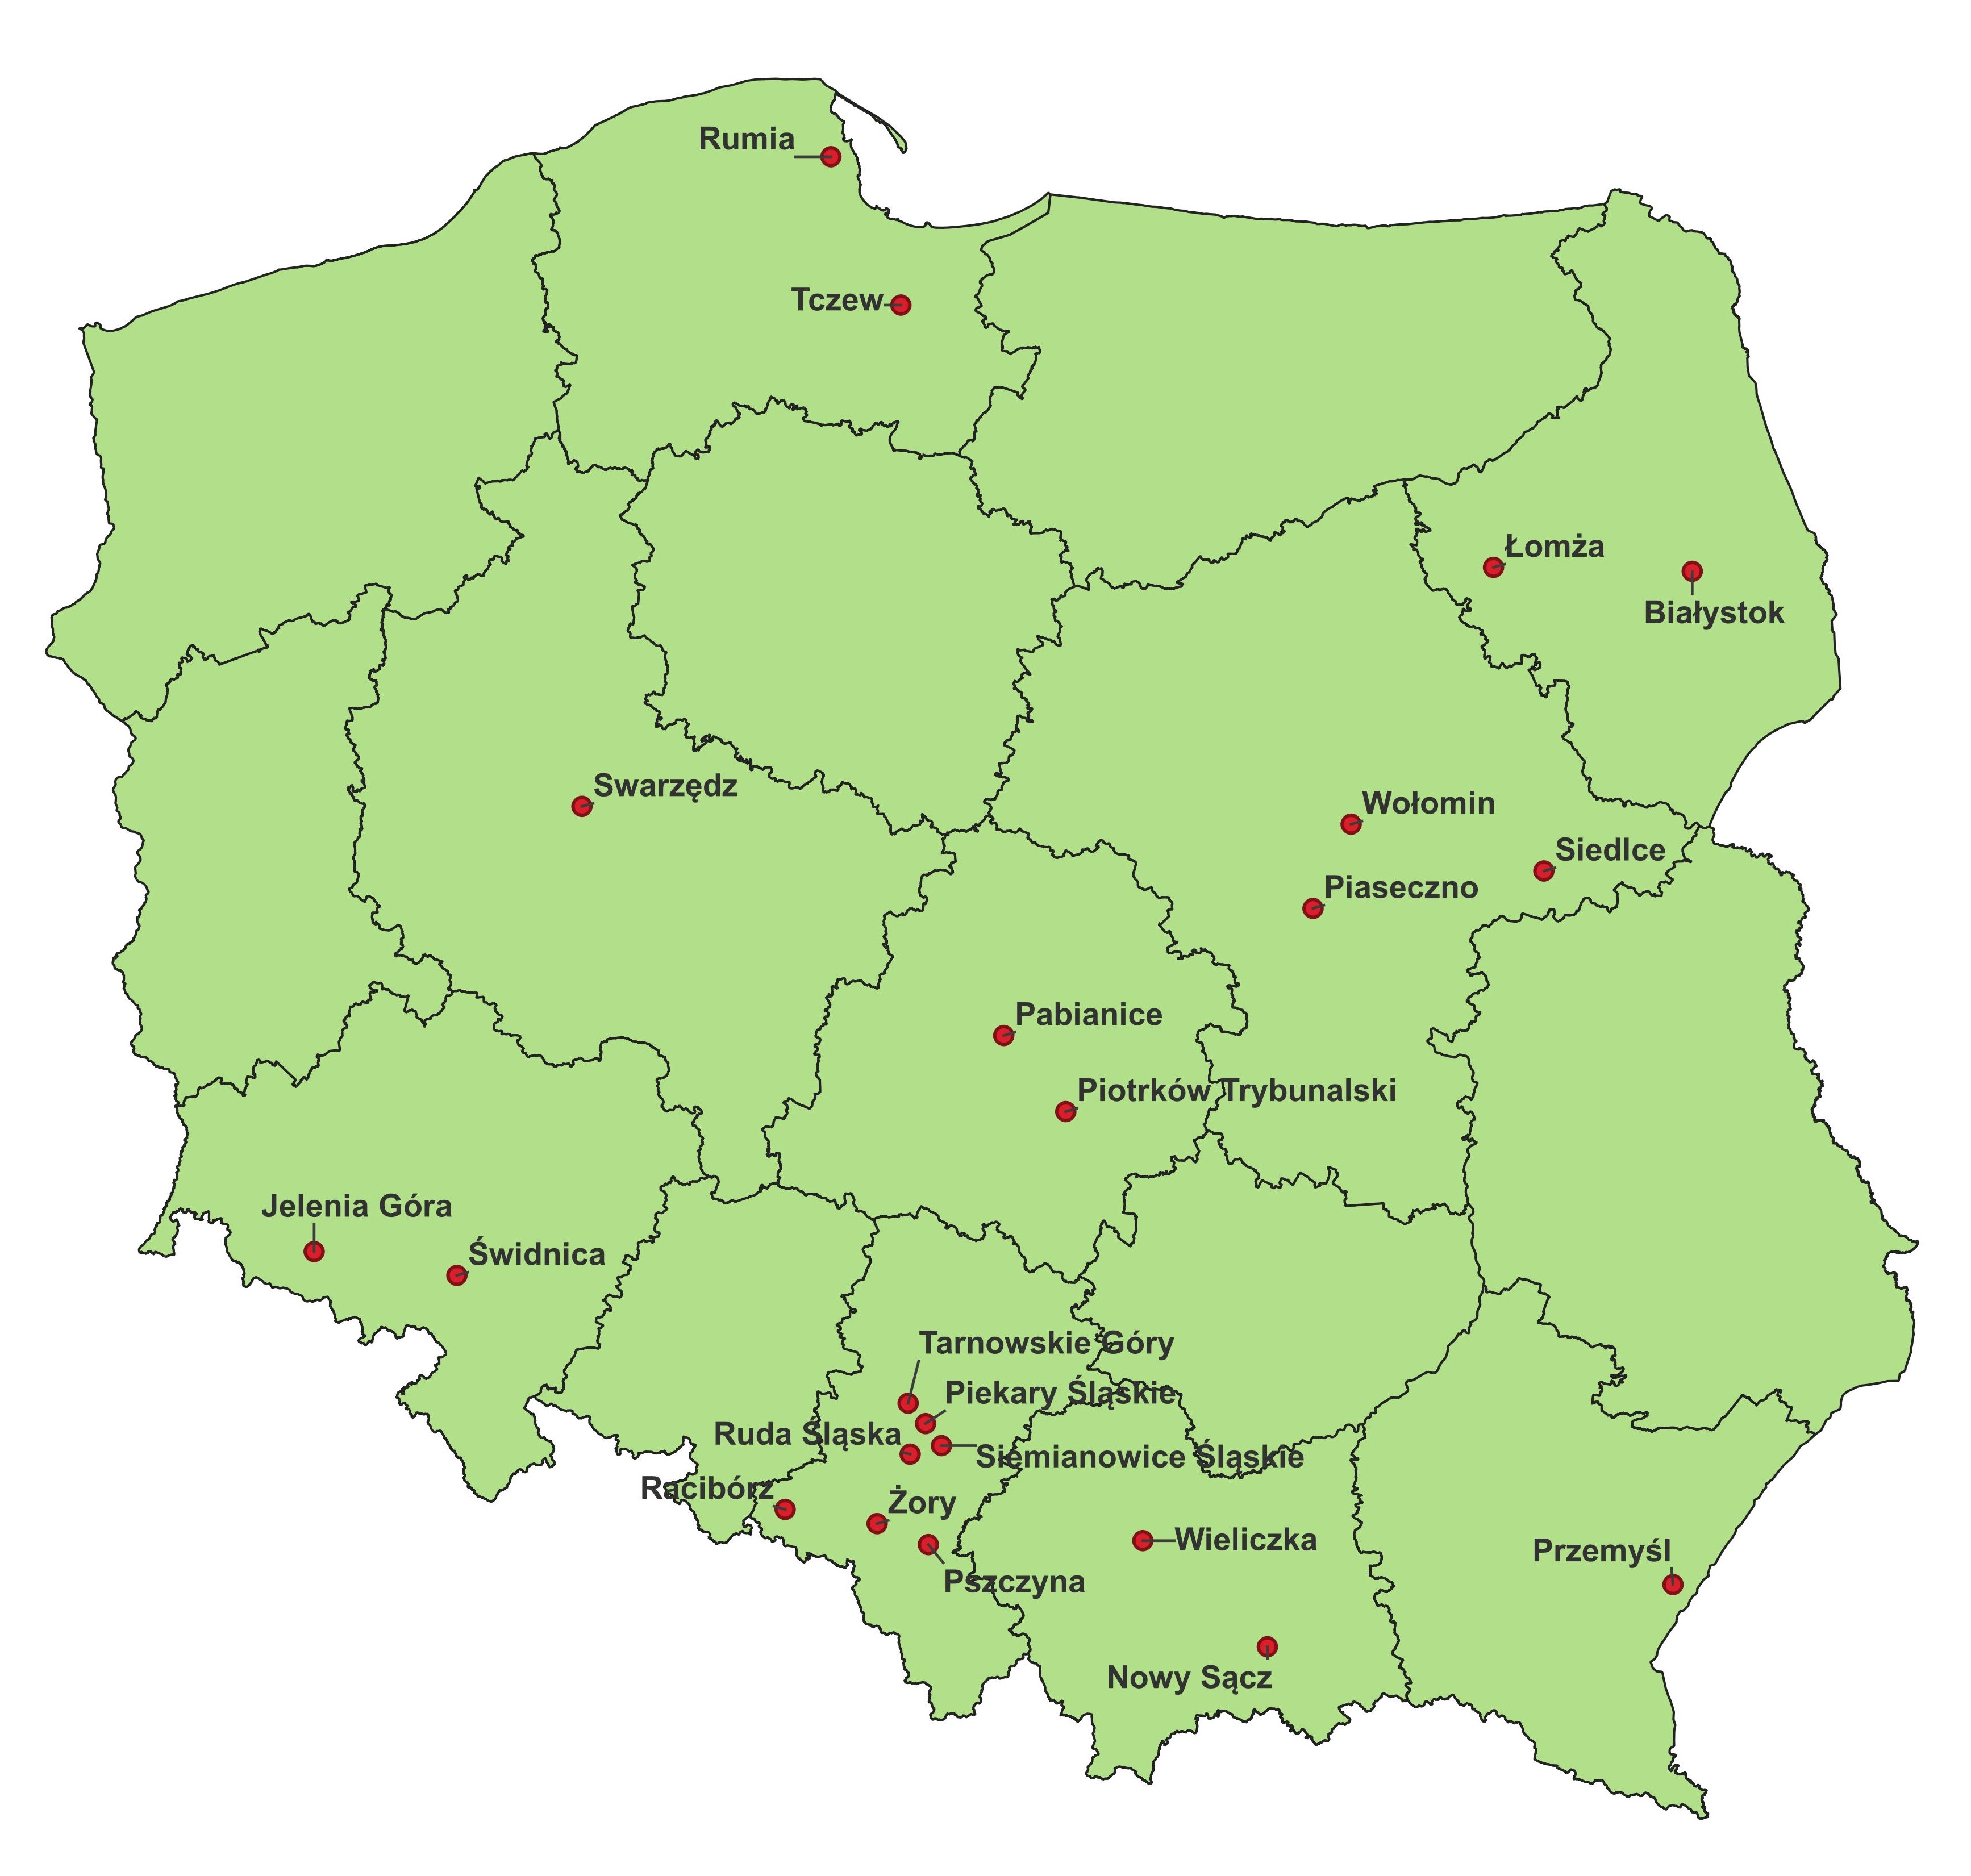 Rumia
Tczew
Łomża
Białystok
Swarzędz
Wołomin
Siedlce
Piaseczno
Pabianice
Piotrków Trybunalski
Jelenia Góra
Świdnica
Tarnowskie Góry
Piekary Śląskie
Ruda Śląska
Siemianowice Śląskie
Racibórz
Żory
Wieliczka
Przemyśl
Pszczyna
Nowy Sącz